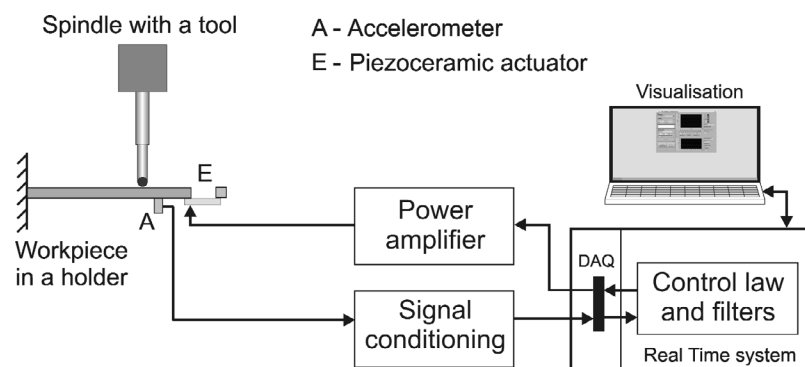 Spindle with a tool
A - Accelerometer
E - Piezoceramic actuator
Visualisation
E
A
Workpiece
in a holder
Power
amplifier
DAQ
Control law
and filters
Signal
conditioning
Real Time system